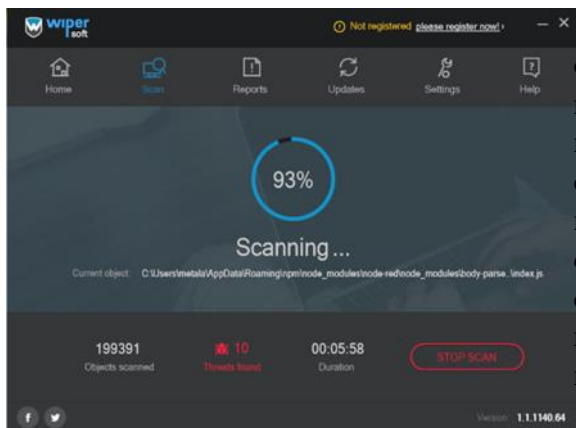 wiper
soft
Not registered please register now! ›
Home
Scan
Reports
Updates
Settings
Help
93%
Scanning ...
Current object: C:\Users\metala\AppData\Roaming\npm\node_modules\node-red\node_modules\body-parse..\index.js
199391
Objects scanned
10
Threats found
00:05:58
Duration
STOP SCAN
Version: 1.1.1140.64